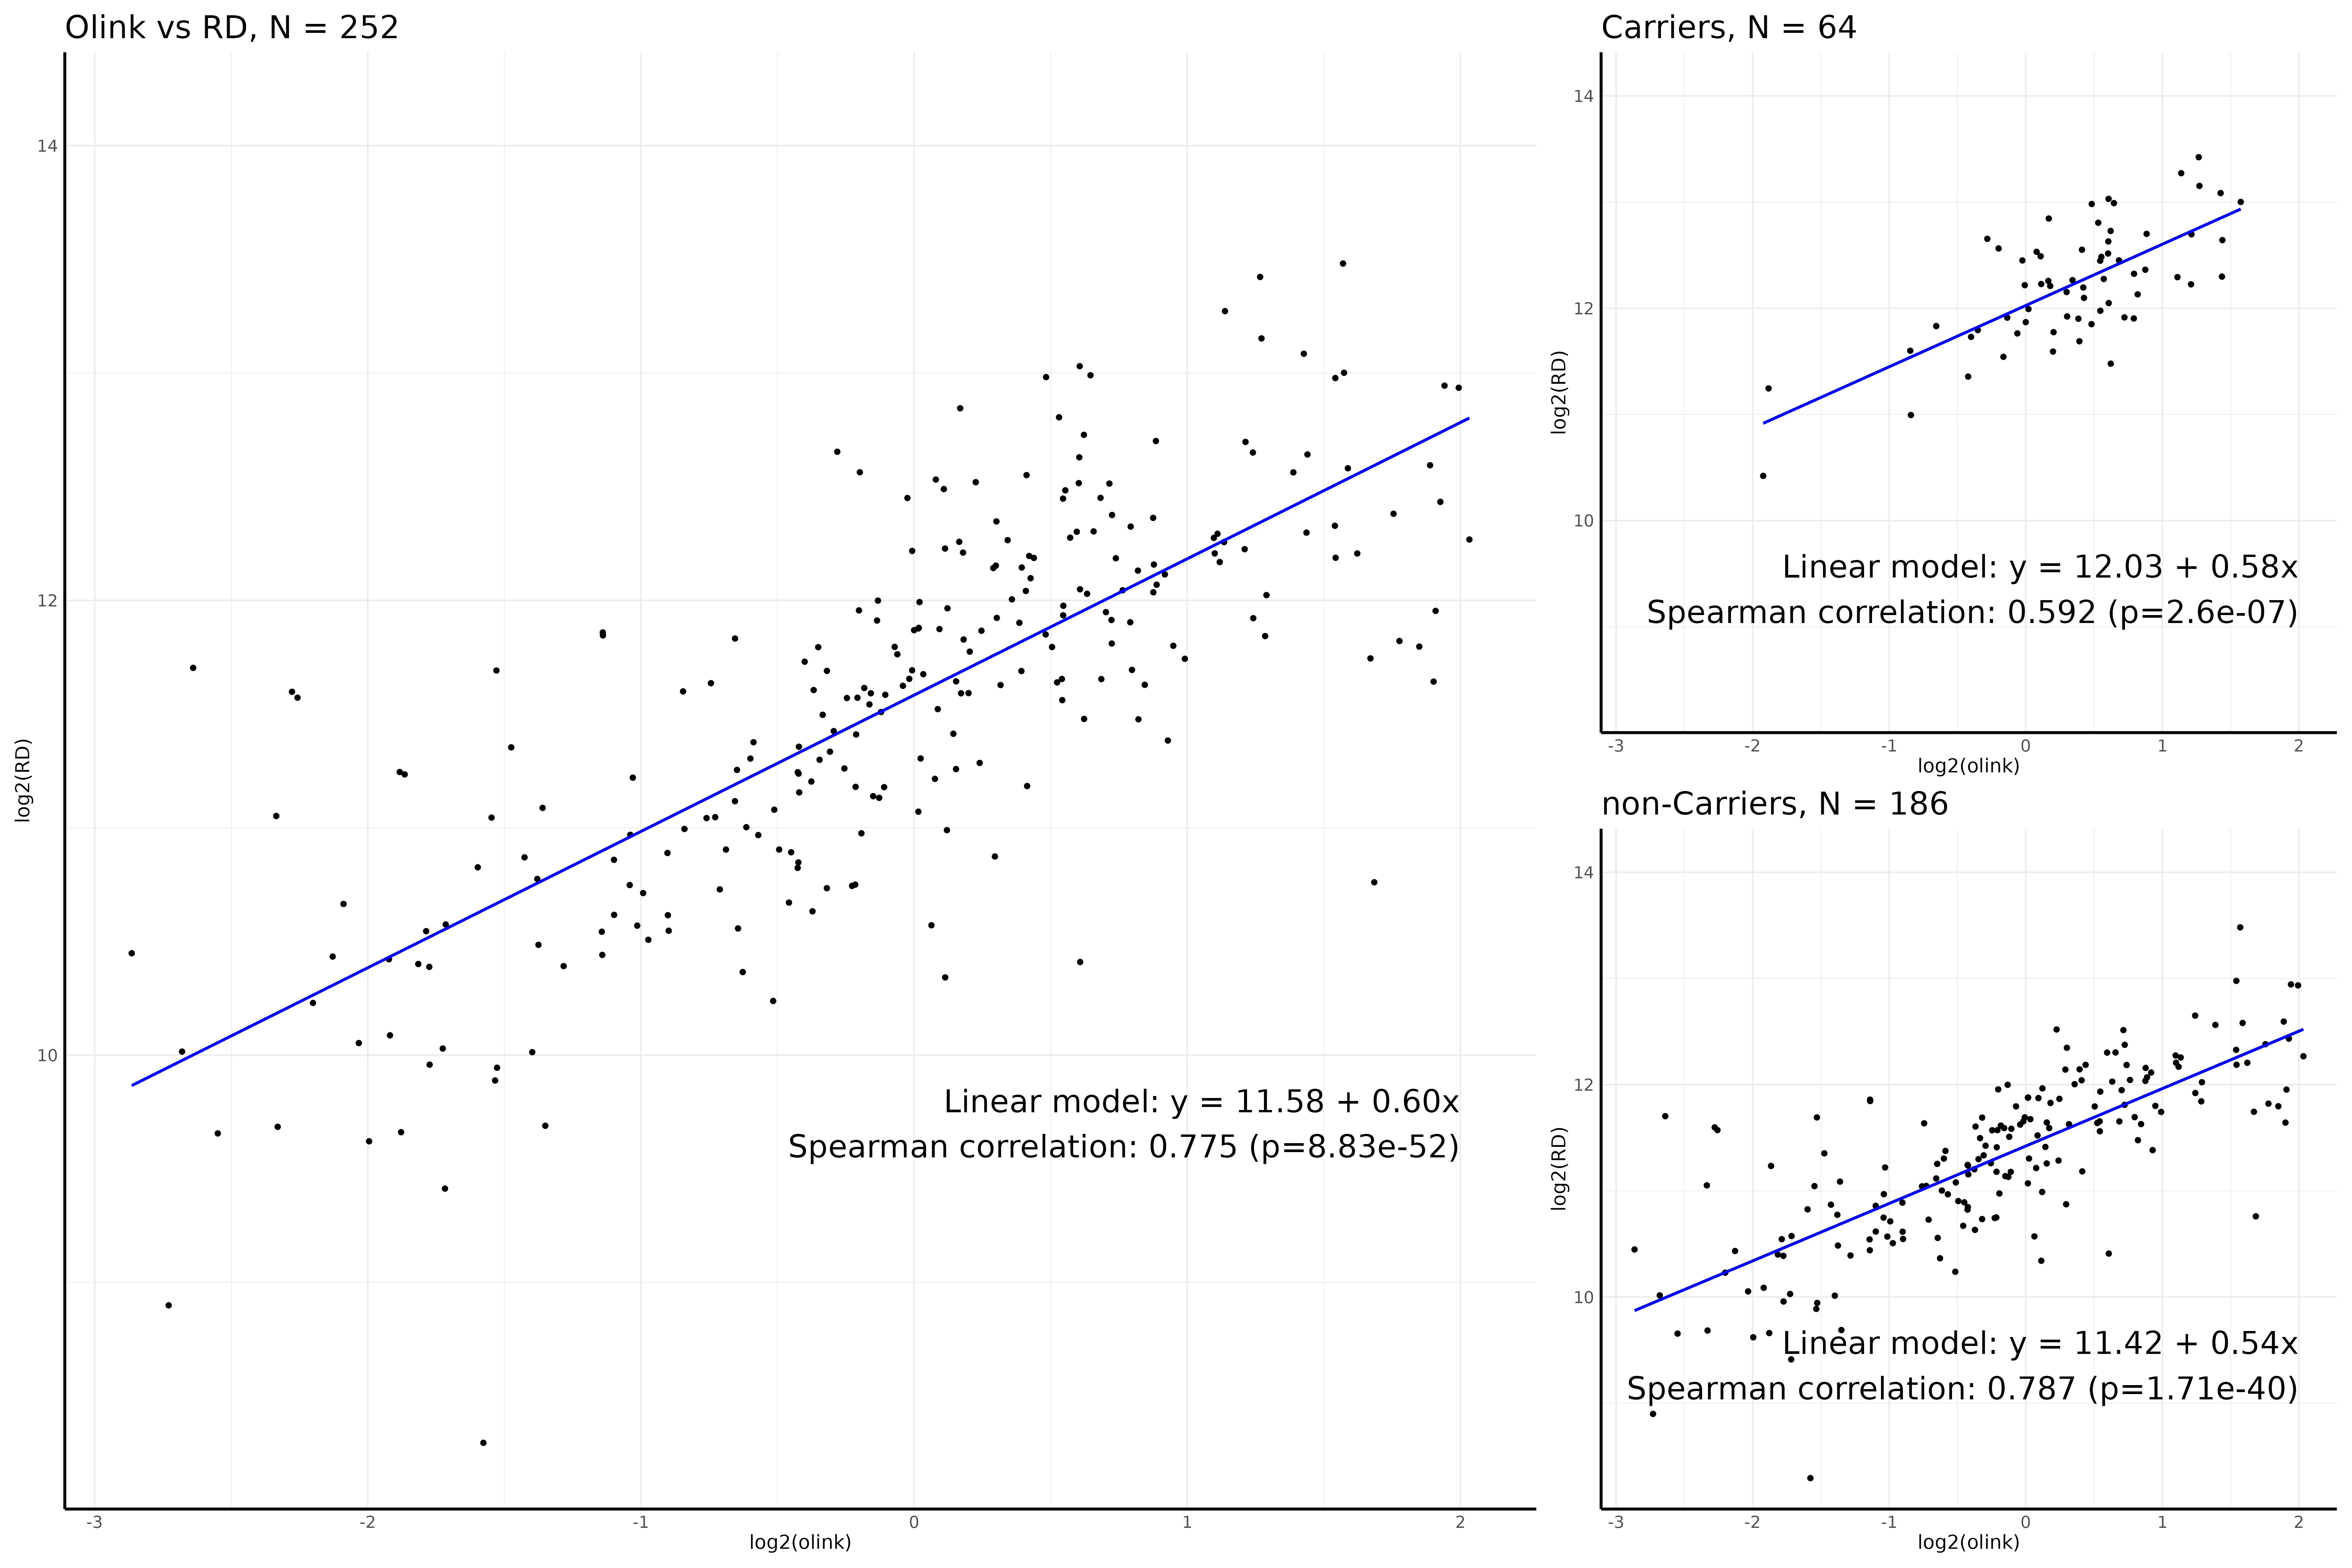 Olink vs RD, N = 252
14
12
10
log2(RD)
Linear model: y = 11.58 + 0.60x
Spearman correlation: 0.775 (p=8.83e-52)
-3 -2 -1 0 1 2
log2(olink)
Carriers, N = 64
14
12
10
log2(RD)
Linear model: y = 12.03 + 0.58x
Spearman correlation: 0.592 (p=2.6e-07)
-3 -2 -1 0 1 2
log2(olink)
non-Carriers, N = 186
14
12
10
log2(RD)
Linear model: y = 11.42 + 0.54x
Spearman correlation: 0.787 (p=1.71e-40)
-3 -2 -1 0 1 2
log2(olink)